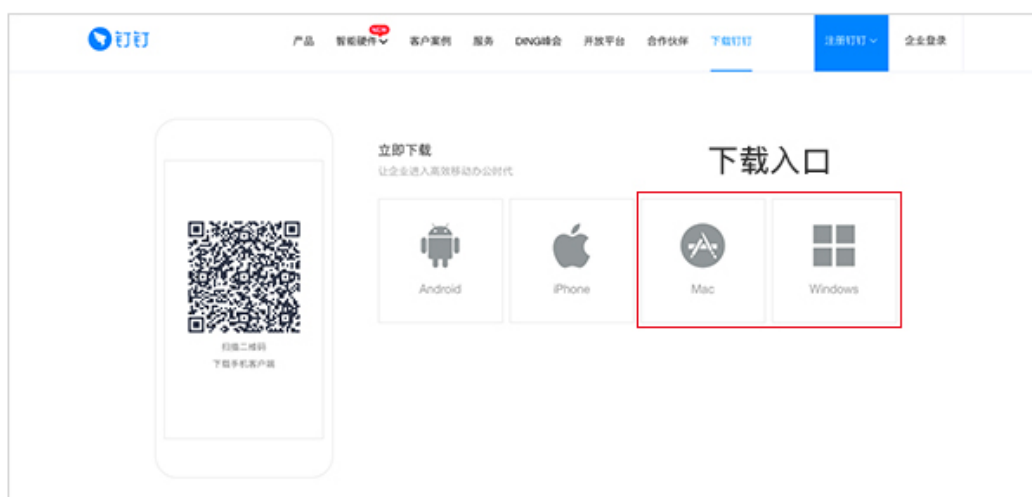 钉钉
产品 智能硬件 NEW 客户案例 服务 DING峰会 开放平台 合作伙伴 下载钉钉 注册钉钉 企业登录
立即下载
让企业进入高效移动办公时代
下载入口
Android iPhone Mac Windows
扫描二维码
下载手机客户端